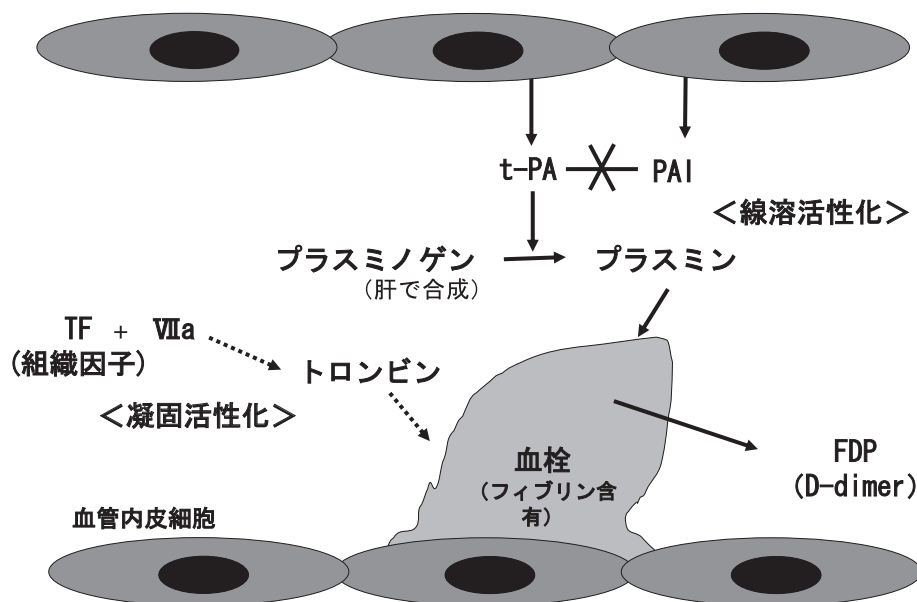 t-PA
PAI
＜線溶活性化＞
プラスミノゲン
プラスミン
（肝で合成）
TF + Ⅶa
（組織因子）
トロンビン
＜凝固活性化＞
血栓
（フィブリン含
有）
FDP
（D-dimer）
血管内皮細胞